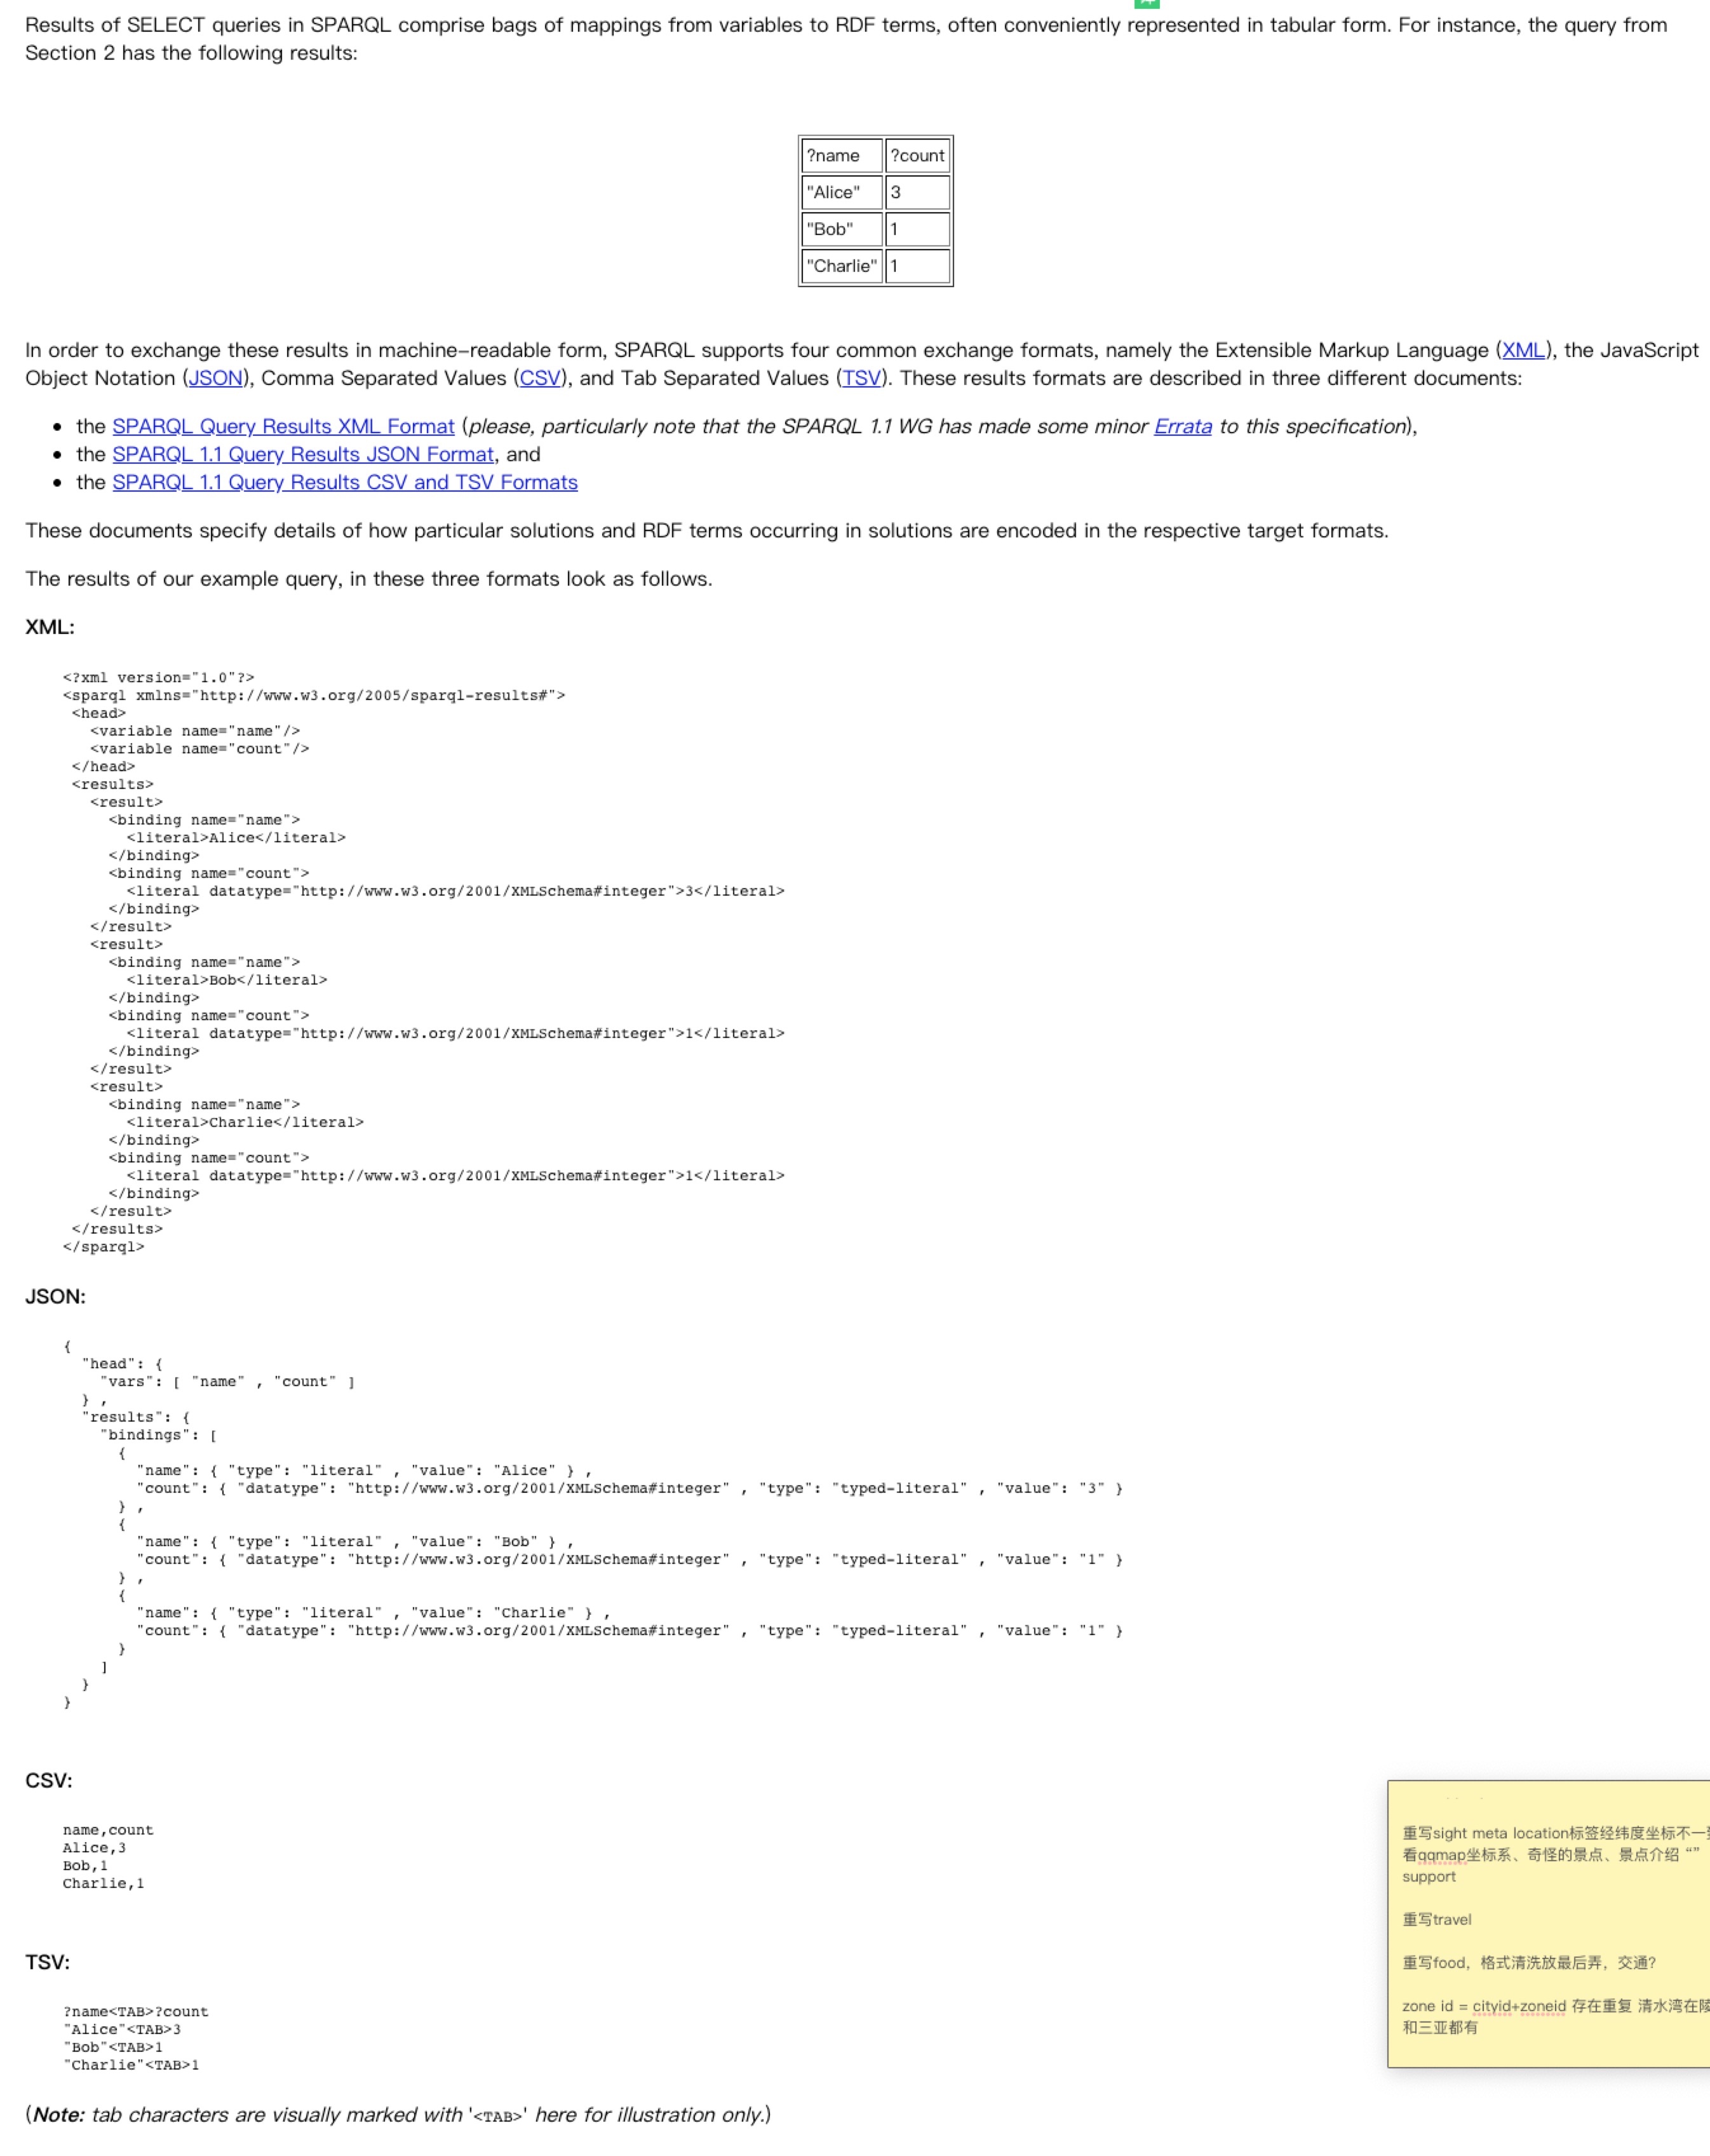 Results of SELECT queries in SPARQL comprise bags of mappings from variables to RDF terms, often conveniently represented in tabular form. For instance, the query from
Section 2 has the following results:
?name ?count
"Alice" 3
"Bob" 1
"Charlie" 1
In order to exchange these results in machine-readable form, SPARQL supports four common exchange formats, namely the Extensible Markup Language (XML), the JavaScript
Object Notation (JSON), Comma Separated Values (CSV), and Tab Separated Values (TSV). These results formats are described in three different documents:
• the SPARQL Query Results XML Format (please, particularly note that the SPARQL 1.1 WG has made some minor Errata to this specification),
• the SPARQL 1.1 Query Results JSON Format, and
• the SPARQL 1.1 Query Results CSV and TSV Formats
These documents specify details of how particular solutions and RDF terms occurring in solutions are encoded in the respective target formats.
The results of our example query, in these three formats look as follows.
XML:
<?xml version="1.0"?>
<sparql xmlns="http://www.w3.org/2005/sparql-results#">
 <head>
   <variable name="name"/>
   <variable name="count"/>
 </head>
 <results>
   <result>
     <binding name="name">
       <literal>Alice</literal>
     </binding>
     <binding name="count">
       <literal datatype="http://www.w3.org/2001/XMLSchema#integer">3</literal>
     </binding>
   </result>
   <result>
     <binding name="name">
       <literal>Bob</literal>
     </binding>
     <binding name="count">
       <literal datatype="http://www.w3.org/2001/XMLSchema#integer">1</literal>
     </binding>
   </result>
   <result>
     <binding name="name">
       <literal>Charlie</literal>
     </binding>
     <binding name="count">
       <literal datatype="http://www.w3.org/2001/XMLSchema#integer">1</literal>
     </binding>
   </result>
 </results>
</sparql>
JSON:
{
  "head": {
    "vars": [ "name" , "count" ]
  } ,
  "results": {
    "bindings": [
      {
        "name": { "type": "literal" , "value": "Alice" } ,
        "count": { "datatype": "http://www.w3.org/2001/XMLSchema#integer" , "type": "typed-literal" , "value": "3" }
      } ,
      {
        "name": { "type": "literal" , "value": "Bob" } ,
        "count": { "datatype": "http://www.w3.org/2001/XMLSchema#integer" , "type": "typed-literal" , "value": "1" }
      } ,
      {
        "name": { "type": "literal" , "value": "Charlie" } ,
        "count": { "datatype": "http://www.w3.org/2001/XMLSchema#integer" , "type": "typed-literal" , "value": "1" }
      }
    ]
  }
}
CSV:
name,count
Alice,3
Bob,1
Charlie,1
重写sight meta location标签经纬度坐标不一
看qqmap坐标系、奇怪的景点、景点介绍 “”
support
重写travel
重写food，格式清洗放最后弄，交通?
zone id = cityid+zoneid 存在重复 清水湾在
和三亚都有
TSV:
?name<TAB>?count
"Alice"<TAB>3
"Bob"<TAB>1
"Charlie"<TAB>1
(Note: tab characters are visually marked with '<TAB>' here for illustration only.)